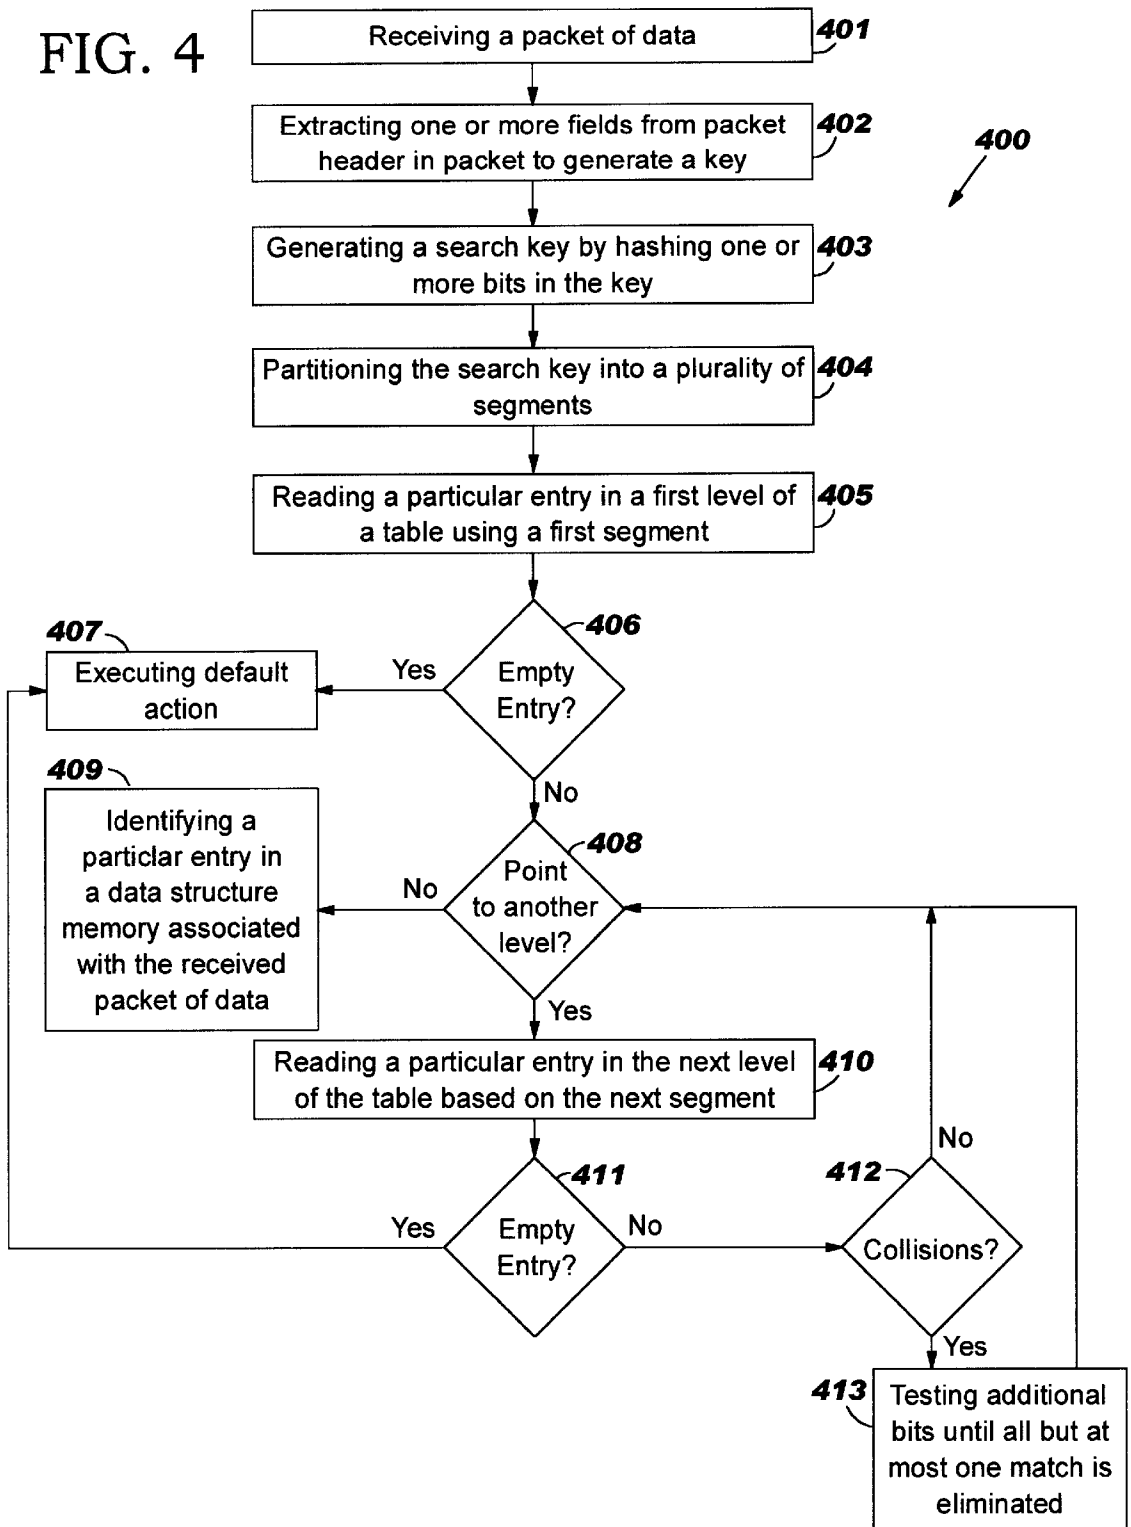 FIG. 4
Receiving a packet of data
401
Extracting one or more fields from packet
header in packet to generate a key
402
400
Generating a search key by hashing one or
more bits in the key
403
Partitioning the search key into a plurality of
segments
404
Reading a particular entry in a first level of
a table using a first segment
405
406
Empty
Entry?
Yes
407
Executing default
action
No
408
Point
to another
level?
No
409
Identifying a
particlar entry in
a data structure
memory associated
with the received
packet of data
Yes
Reading a particular entry in the next level
of the table based on the next segment
410
411
Empty
Entry?
Yes
No
412
Collisions?
No
Yes
413
Testing additional
bits until all but at
most one match is
eliminated